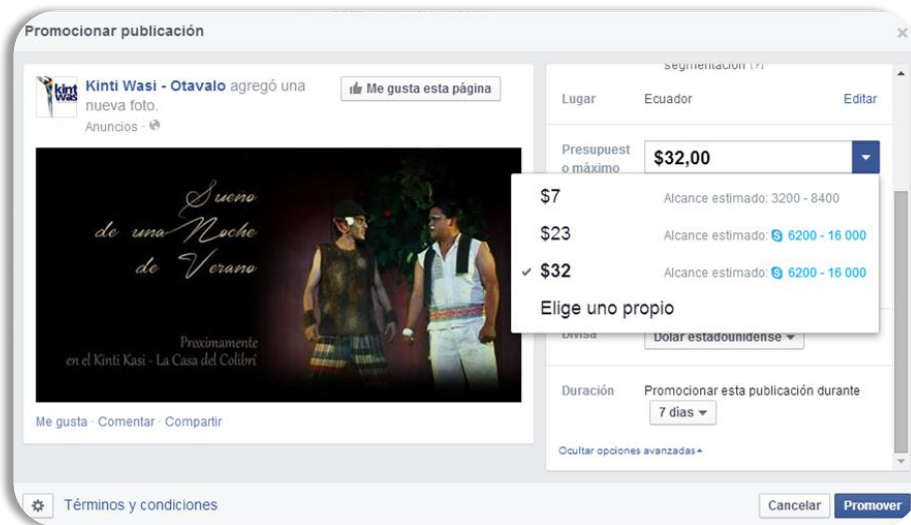 Promocionar publicación
kint
was
Kinti Wasi - Otavalo agregó una
nueva foto.
Anuncios
Me gusta esta página
Sueño
de una Noche
de Verano
Proximamente
en el Kinti Kasi - La Casa del Colibrí
Me gusta · Comentar · Compartir
segmentación [?]
Lugar Ecuador Editar
Presupuest
o máximo
$32,00
$7 Alcance estimado: 3200 - 8400
$23 Alcance estimado: 6200 - 16 000
$32 Alcance estimado: 6200 - 16 000
Elige uno propio
Divisa Dólar estadounidense
Duración Promocionar esta publicación durante
7 días
Ocultar opciones avanzadas
Términos y condiciones
Cancelar Promover